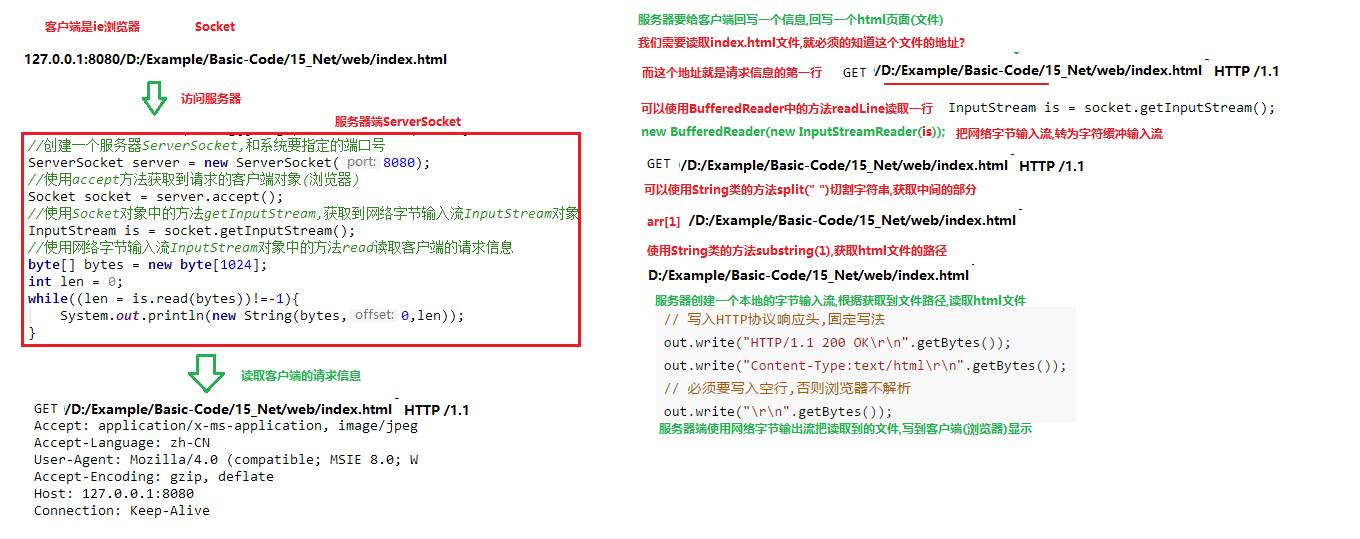 客户端是ie浏览器 Socket
127.0.0.1:8080/D:/Example/Basic-Code/15_Net/web/index.html
访问服务器
服务器端ServerSocket
//创建一个服务器ServerSocket,和系统要指定的端口号
ServerSocket server = new ServerSocket( port: 8080);
//使用accept方法获取到请求的客户端对象(浏览器)
Socket socket = server.accept();
//使用Socket对象中的方法getInputStream,获取到网络字节输入流InputStream对象
InputStream is = socket.getInputStream();
//使用网络字节输入流InputStream对象中的方法read读取客户端的请求信息
byte[] bytes = new byte[1024];
int len = 0;
while((len = is.read(bytes))!=-1){
System.out.println(new String(bytes, offset: 0,len));
}
读取客户端的请求信息
GET /D:/Example/Basic-Code/15_Net/web/index.html HTTP /1.1
Accept: application/x-ms-application, image/jpeg
Accept-Language: zh-CN
User-Agent: Mozilla/4.0 (compatible; MSIE 8.0; W
Accept-Encoding: gzip, deflate
Host: 127.0.0.1:8080
Connection: Keep-Alive
服务器要给客户端回写一个信息,回写一个html页面(文件)
我们需要读取index.html文件,就必须的知道这个文件的地址?
而这个地址就是请求信息的第一行 GET /D:/Example/Basic-Code/15_Net/web/index.html HTTP /1.1
可以使用BufferedReader中的方法readLine读取一行 InputStream is = socket.getInputStream();
new BufferedReader(new InputStreamReader(is)); 把网络字节输入流,转为字符缓冲输入流
GET /D:/Example/Basic-Code/15_Net/web/index.html HTTP /1.1
可以使用String类的方法split(" ")切割字符串,获取中间的部分
arr[1] /D:/Example/Basic-Code/15_Net/web/index.html
使用String类的方法substring(1),获取html文件的路径
D:/Example/Basic-Code/15_Net/web/index.html
服务器创建一个本地的字节输入流,根据获取到文件路径,读取html文件
// 写入HTTP协议响应头,固定写法
out.write("HTTP/1.1 200 OK\r\n".getBytes());
out.write("Content-Type:text/html\r\n".getBytes());
// 必须要写入空行,否则浏览器不解析
out.write("\r\n".getBytes());
服务器端使用网络字节输出流把读取到的文件,写到客户端(浏览器)显示